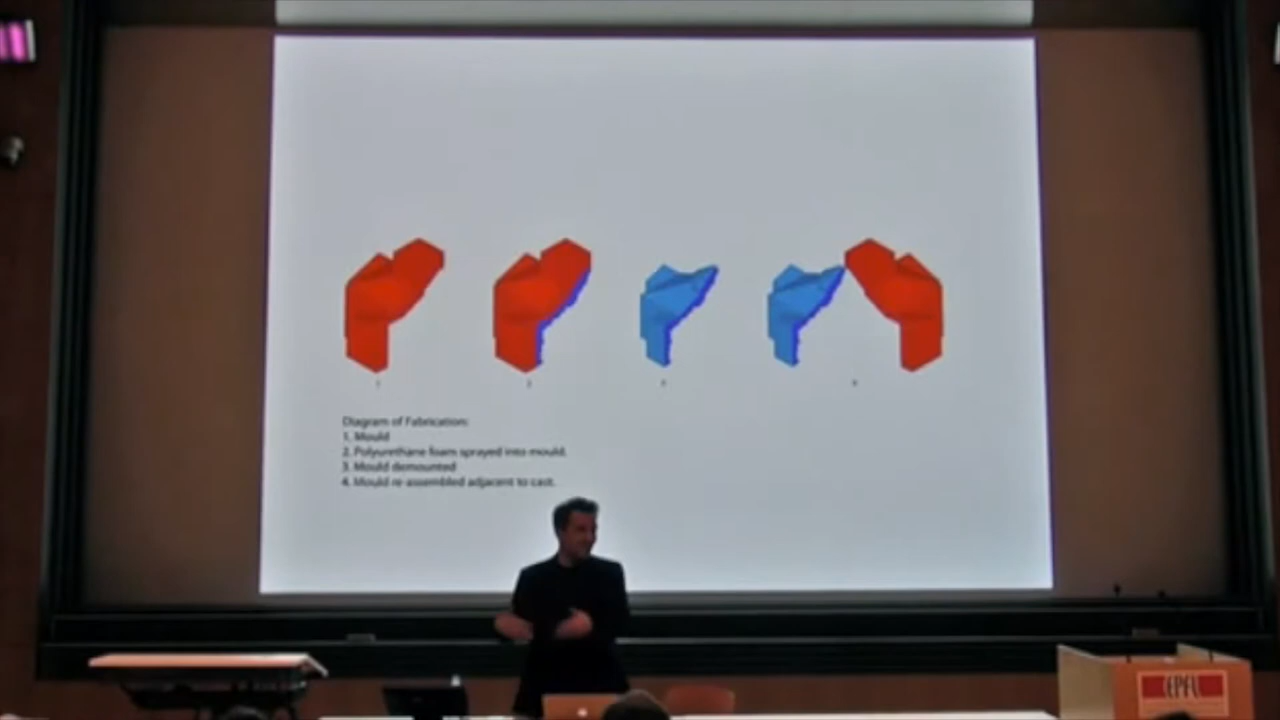 Diagram of Fabrication:
1. Mould
2. Polyurethane foam sprayed into mould.
3. Mould demounted
4. Mould re-assembled adjacent to cast.
EPFL